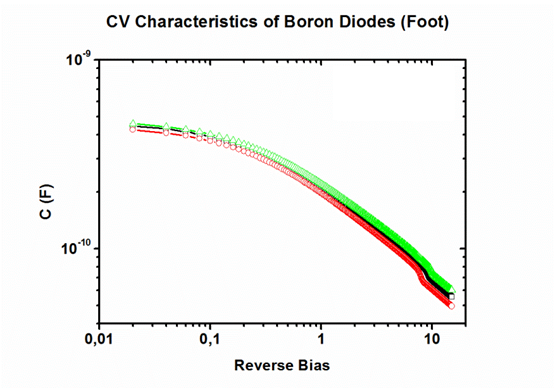 CV Characteristics of Boron Diodes (Foot)
10⁻⁹
10⁻¹⁰
C (F)
0,01 0,1 1 10
Reverse Bias